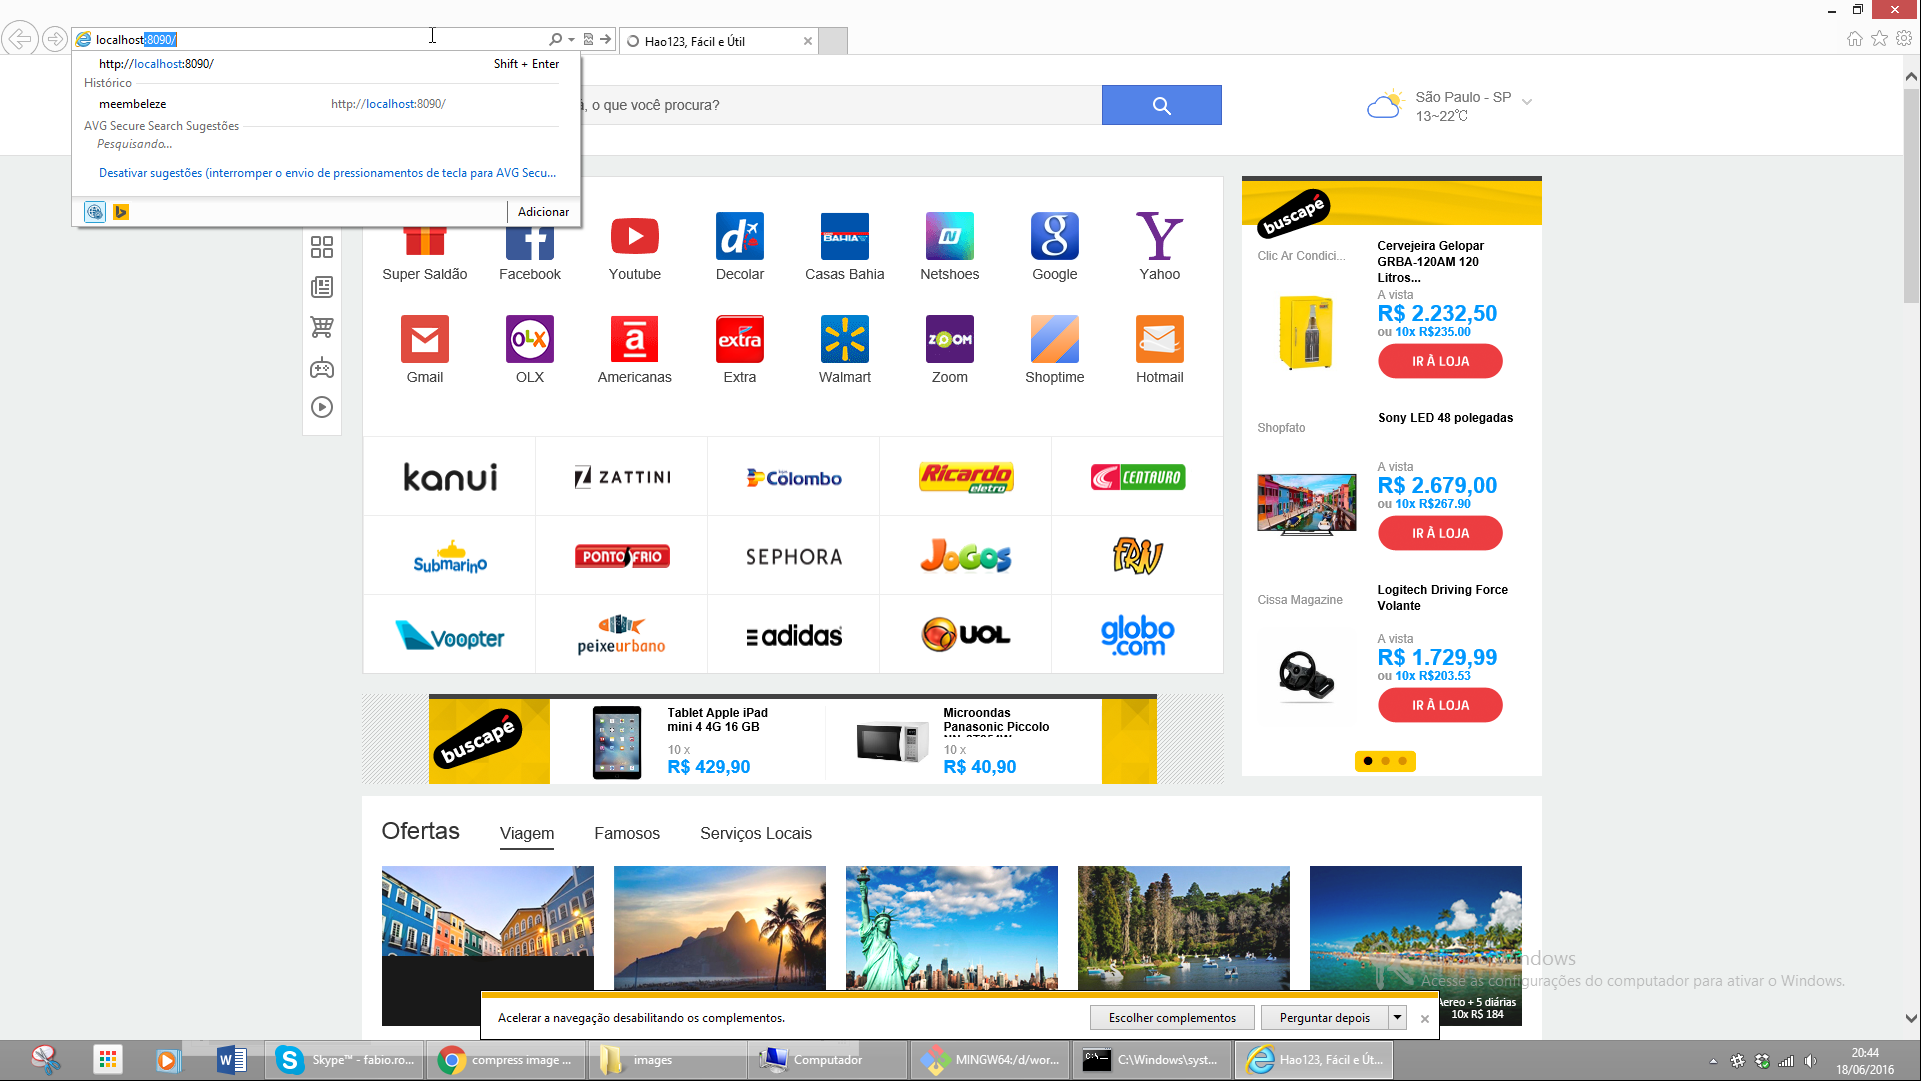 localhost:8090/
Hao123, Fácil e Útil
http://localhost:8090/ Shift + Enter
Histórico
meembeleze http://localhost:8090/
AVG Secure Search Sugestões
Pesquisando...
Desativar sugestões (interromper o envio de pressionamentos de tecla para AVG Secu...
Adicionar
, o que você procura?
São Paulo - SP
13~22℃
Super Saldão
Facebook
Youtube
Decolar
BAHIA
Casas Bahia
Netshoes
Google
Yahoo
Gmail
OLX
OLX
Americanas
extra
Extra
Walmart
ZOOM
Zoom
Shoptime
Hotmail
kanui
ZATTINI
Colombo
Ricardo
eletro
CENTAURO
SUBMARINO
PONTO FRIO
SEPHORA
JOGOS
FRIV
Voopter
peixeurbano
adidas
UOL
globo
.com
buscapé
Clic Ar Condici...
Cervejeira Gelopar
GRBA-120AM 120
Litros...
A vista
R$ 2.232,50
ou 10x R$235.00
IR À LOJA
Shopfato
Sony LED 48 polegadas
A vista
R$ 2.679,00
ou 10x R$267.90
IR À LOJA
Cissa Magazine
Logitech Driving Force
Volante
A vista
R$ 1.729,99
ou 10x R$203.53
IR À LOJA
buscapé
Tablet Apple iPad
mini 4 4G 16 GB
10 x
R$ 429,90
Microondas
Panasonic Piccolo
10 x
R$ 40,90
Ofertas
Viagem
Famosos
Serviços Locais
Acesse as configurações do computador para ativar o Windows.
Aereo + 5 diárias
10x R$ 184
Acelerar a navegação desabilitando os complementos.
Escolher complementos
Perguntar depois
Skype™ - fabio.ro...
compress image ...
images
Computador
MINGW64:/d/wor...
C:\Windows\syst...
Hao123, Fácil e Út...
20:44
18/06/2016